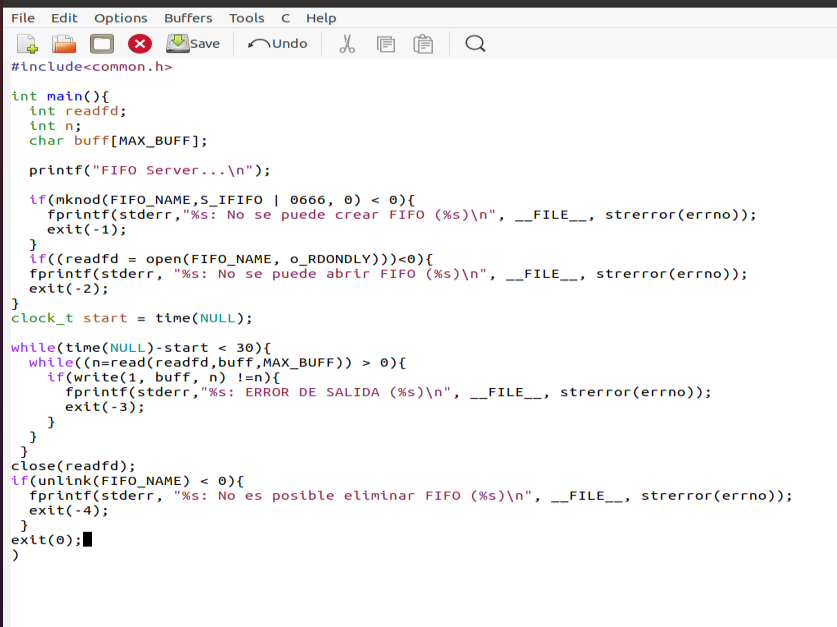 File Edit Options Buffers Tools C Help
Save Undo
#include<common.h>
int main(){
  int readfd;
  int n;
  char buff[MAX_BUFF];
  printf("FIFO Server...\n");
  if(mknod(FIFO_NAME,S_IFIFO | 0666, 0) < 0){
    fprintf(stderr,"%s: No se puede crear FIFO (%s)\n", __FILE__, strerror(errno));
    exit(-1);
  }
  if((readfd = open(FIFO_NAME, o_RDONDLY)))<0){
  fprintf(stderr, "%s: No se puede abrir FIFO (%s)\n", __FILE__, strerror(errno));
  exit(-2);
}
clock_t start = time(NULL);
while(time(NULL)-start < 30){
  while((n=read(readfd,buff,MAX_BUFF)) > 0){
    if(write(1, buff, n) !=n){
      fprintf(stderr,"%s: ERROR DE SALIDA (%s)\n", __FILE__, strerror(errno));
      exit(-3);
    }
  }
 }
close(readfd);
if(unlink(FIFO_NAME) < 0){
  fprintf(stderr, "%s: No es posible eliminar FIFO (%s)\n", __FILE__, strerror(errno));
  exit(-4);
 }
exit(0);
)